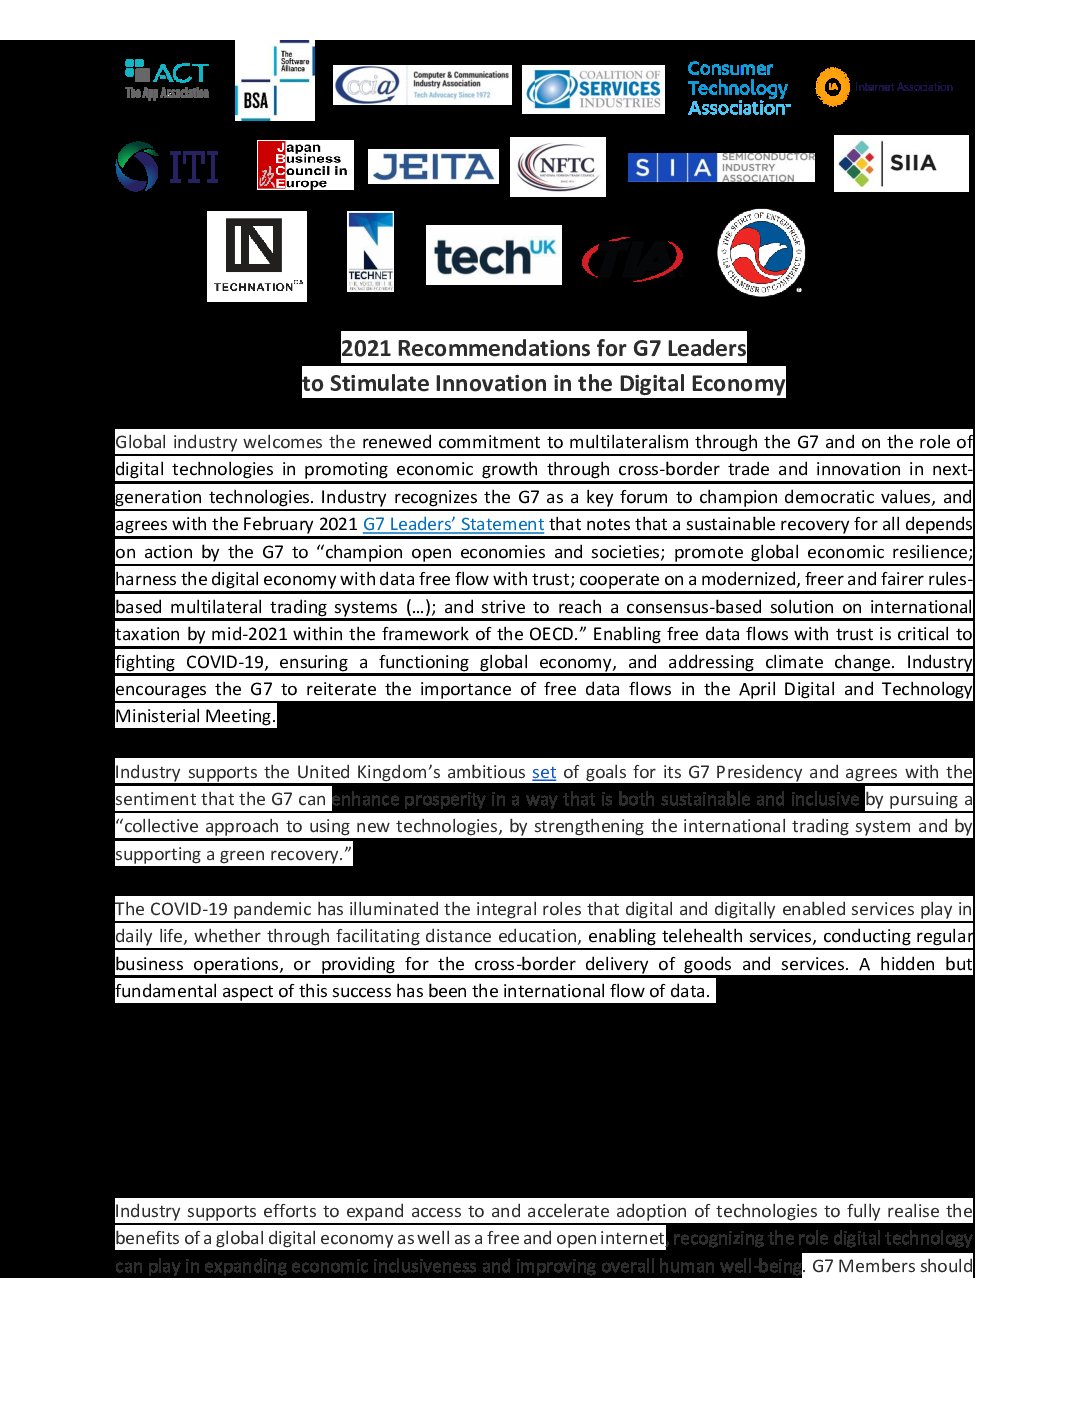 ACT
The App Association
The
Software
Alliance
BSA
ccia
Computer & Communications
Industry Association
Tech Advocacy Since 1972
COALITION OF
SERVICES
INDUSTRIES
Consumer
Technology
Association
IA Internet Association
ITI
Japan
Business
Council in
Europe
JEITA
NFTC
NATIONAL FOREIGN TRADE COUNCIL
SIA
SEMICONDUCTOR
INDUSTRY
ASSOCIATION
SIIA
TECHNATION
TECHNET
techUK
TIA
THE SPIRIT OF ENTERPRISE
U.S. CHAMBER OF COMMERCE
2021 Recommendations for G7 Leaders
to Stimulate Innovation in the Digital Economy
Global industry welcomes the renewed commitment to multilateralism through the G7 and on the role of
digital technologies in promoting economic growth through cross-border trade and innovation in next-
generation technologies. Industry recognizes the G7 as a key forum to champion democratic values, and
agrees with the February 2021 G7 Leaders’ Statement that notes that a sustainable recovery for all depends
on action by the G7 to “champion open economies and societies; promote global economic resilience;
harness the digital economy with data free flow with trust; cooperate on a modernized, freer and fairer rules-
based multilateral trading systems (…); and strive to reach a consensus-based solution on international
taxation by mid-2021 within the framework of the OECD.” Enabling free data flows with trust is critical to
fighting COVID-19, ensuring a functioning global economy, and addressing climate change. Industry
encourages the G7 to reiterate the importance of free data flows in the April Digital and Technology
Ministerial Meeting.
Industry supports the United Kingdom’s ambitious set of goals for its G7 Presidency and agrees with the
sentiment that the G7 can enhance prosperity in a way that is both sustainable and inclusive by pursuing a
“collective approach to using new technologies, by strengthening the international trading system and by
supporting a green recovery.”
The COVID-19 pandemic has illuminated the integral roles that digital and digitally enabled services play in
daily life, whether through facilitating distance education, enabling telehealth services, conducting regular
business operations, or providing for the cross-border delivery of goods and services. A hidden but
fundamental aspect of this success has been the international flow of data.
Industry supports efforts to expand access to and accelerate adoption of technologies to fully realise the
benefits of a global digital economy as well as a free and open internet, recognizing the role digital technology
can play in expanding economic inclusiveness and improving overall human well-being. G7 Members should